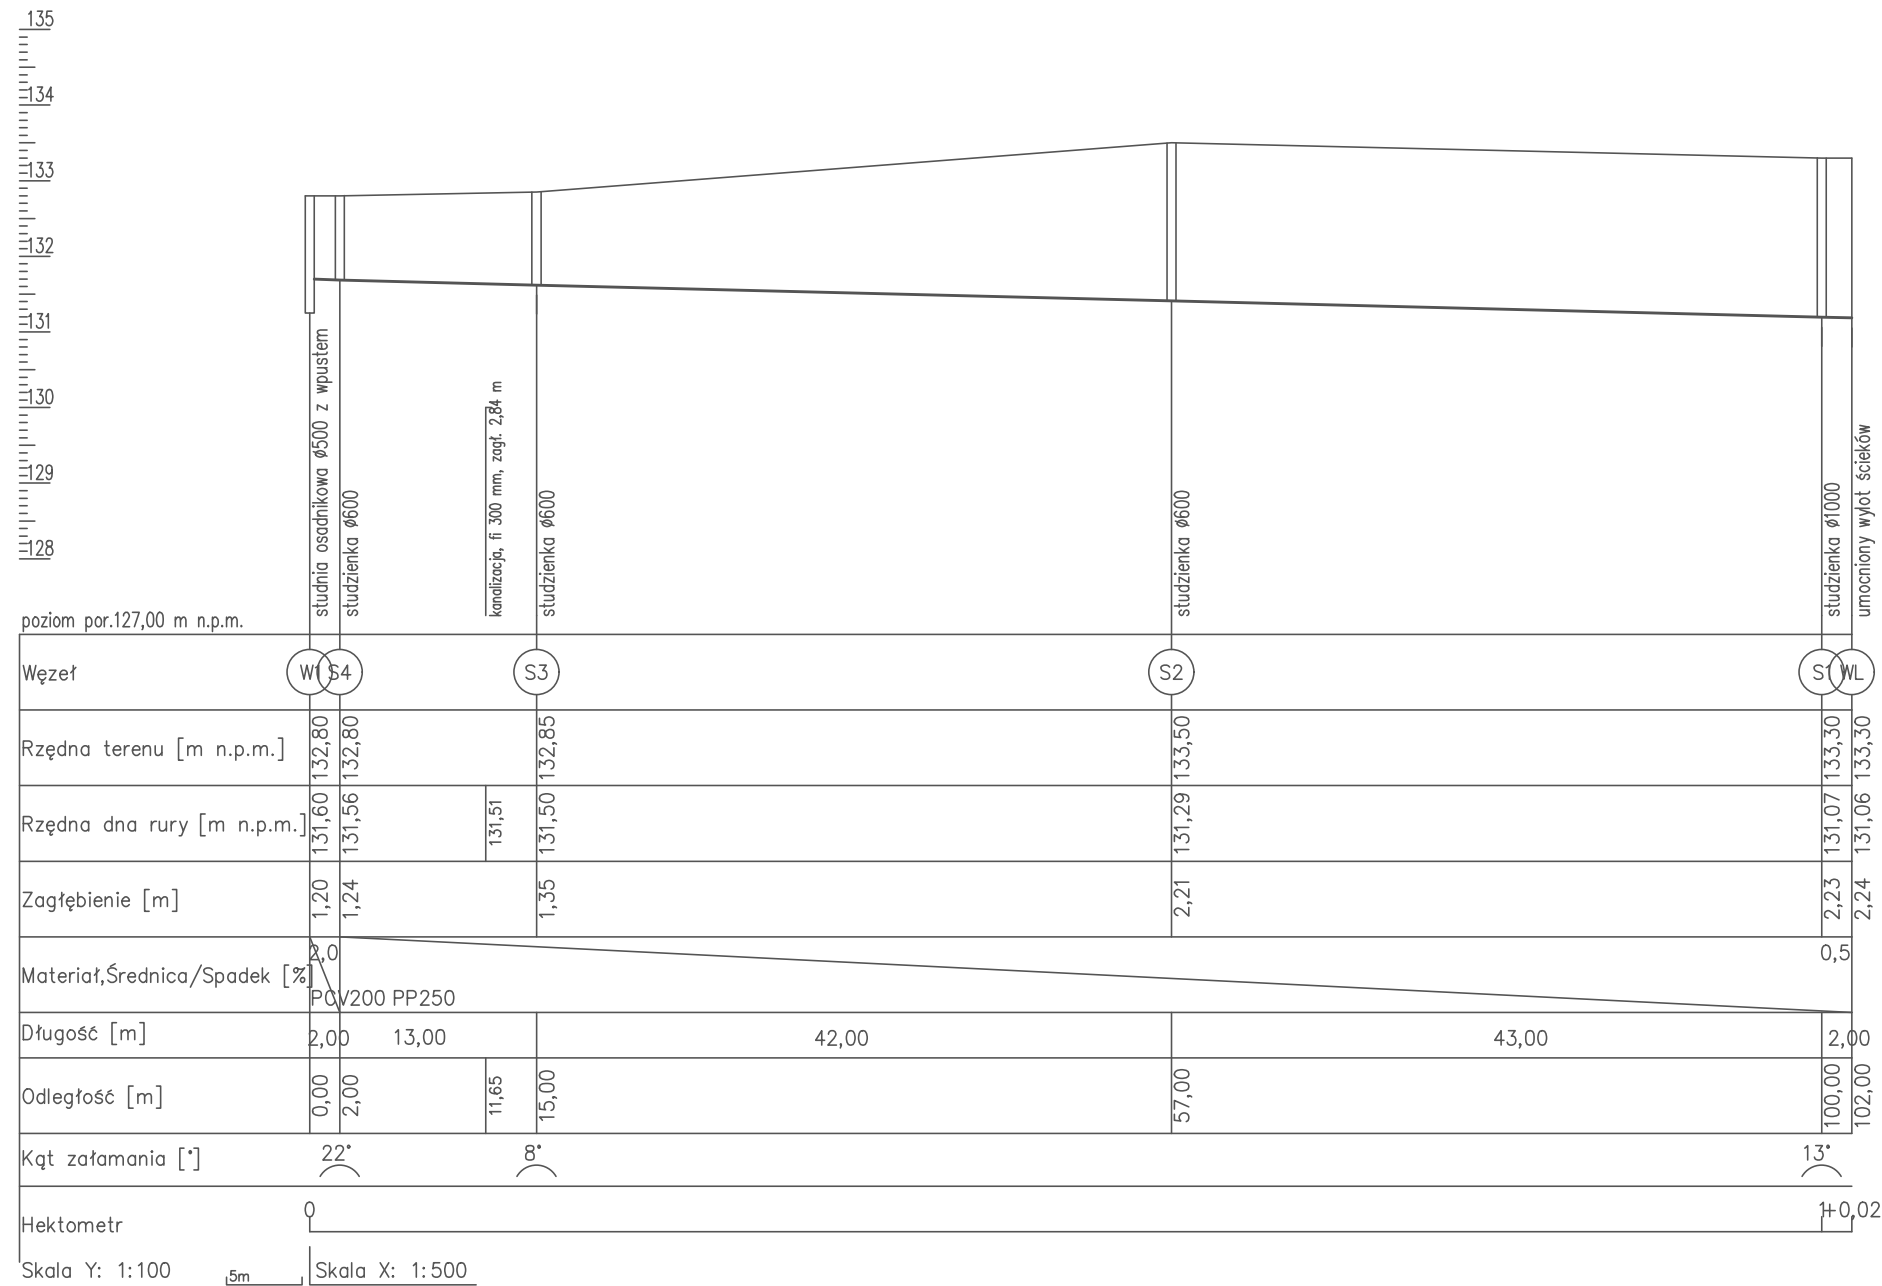 135
134
133
132
131
130
129
128
studnia osadnikowa ø500 z wpustem
studzienka ø600
kanalizacja, fi 300 mm, zagł. 2,84 m
studzienka ø600
studzienka ø600
studzienka ø1000
umocniony wylot ścieków
poziom por.127,00 m n.p.m.
Węzeł W1 S4 S3 S2 S1 WL
Rzędna terenu [m n.p.m.] 132,80 132,80 132,85 133,50 133,30 133,30
Rzędna dna rury [m n.p.m.] 131,60 131,56 131,51 131,50 131,29 131,07 131,06
Zagłębienie [m] 1,20 1,24 1,35 2,21 2,23 2,24
2,0 0,5
Materiał,Średnica/Spadek [%]
PCV200 PP250
Długość [m] 2,00 13,00 42,00 43,00 2,00
Odległość [m] 0,00 2,00 11,65 15,00 57,00 100,00 102,00
Kąt załamania [°] 22° 8° 13°
Hektometr 0 1 +0,02
Skala Y: 1:100 5m Skala X: 1:500